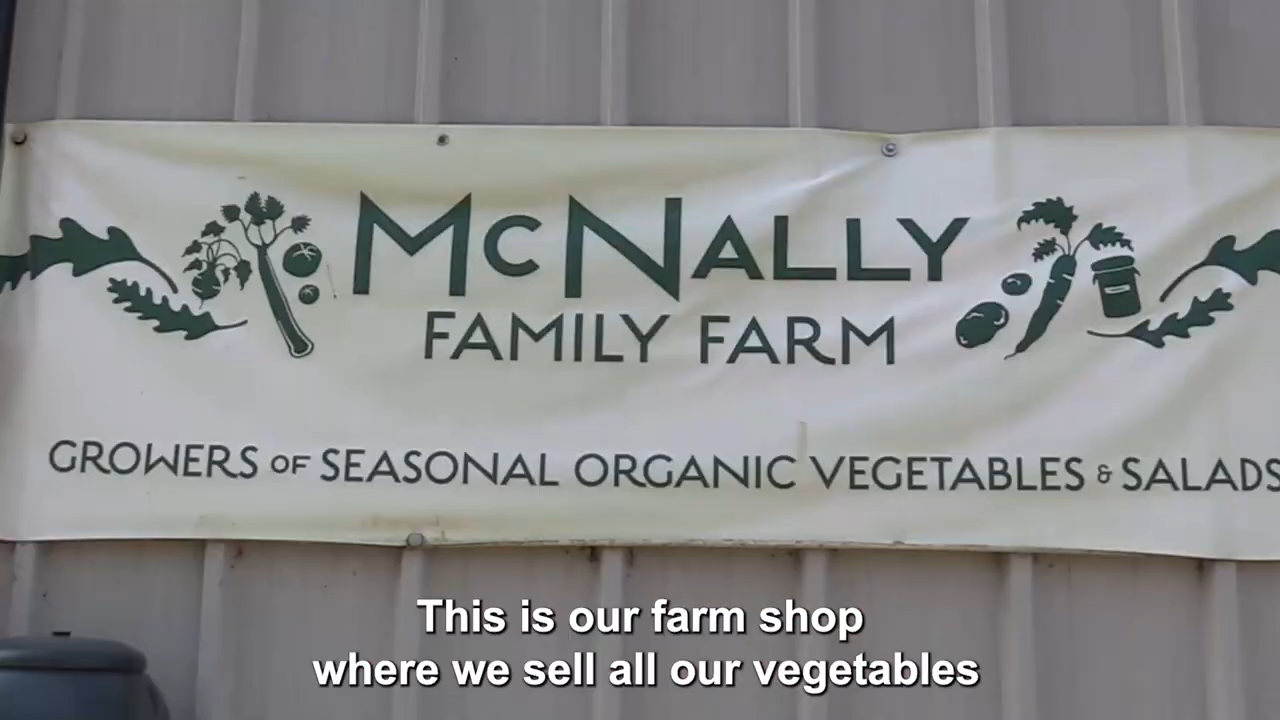 McNALLY
FAMILY FARM
GROWERS OF SEASONAL ORGANIC VEGETABLES & SALADS
This is our farm shop
where we sell all our vegetables